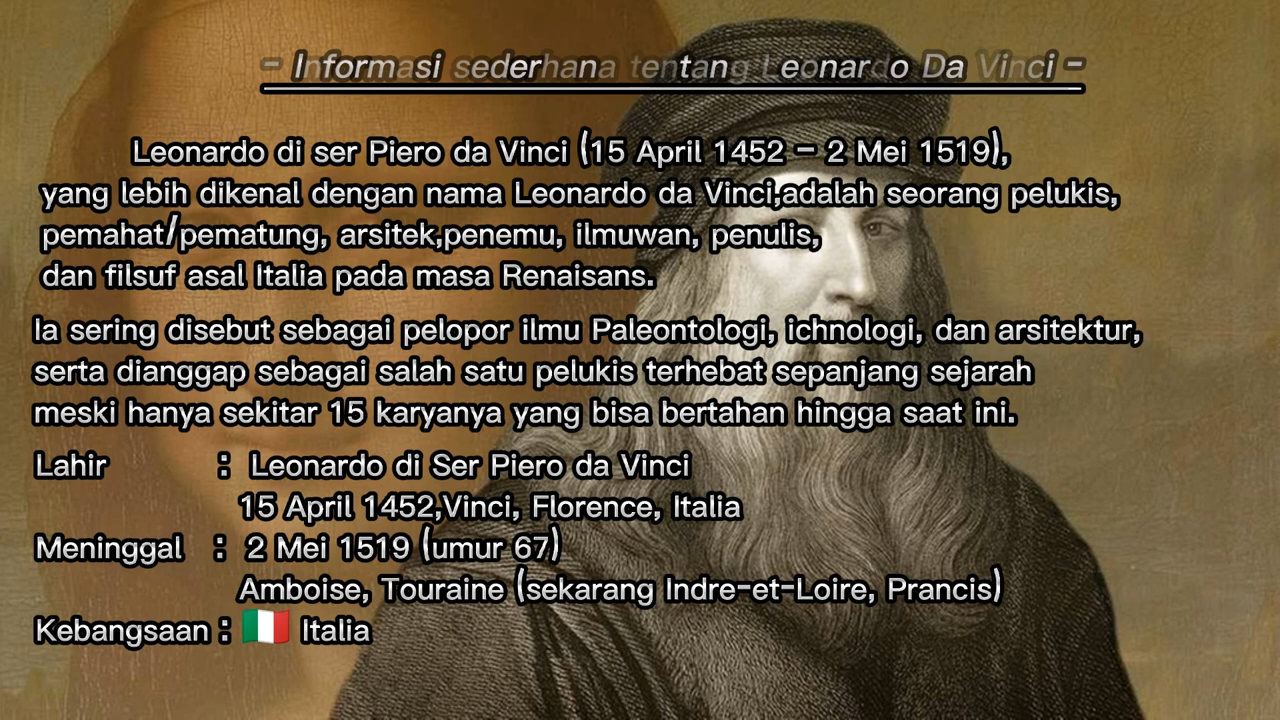 - Informasi sederhana tentang Leonardo Da Vinci -
Leonardo di ser Piero da Vinci (15 April 1452 – 2 Mei 1519),
yang lebih dikenal dengan nama Leonardo da Vinci,adalah seorang pelukis,
pemahat/pematung, arsitek,penemu, ilmuwan, penulis,
dan filsuf asal Italia pada masa Renaisans.
Ia sering disebut sebagai pelopor ilmu Paleontologi, ichnologi, dan arsitektur,
serta dianggap sebagai salah satu pelukis terhebat sepanjang sejarah
meski hanya sekitar 15 karyanya yang bisa bertahan hingga saat ini.
Lahir : Leonardo di Ser Piero da Vinci
15 April 1452,Vinci, Florence, Italia
Meninggal : 2 Mei 1519 (umur 67)
Amboise, Touraine (sekarang Indre-et-Loire, Prancis)
Kebangsaan : 🇮🇹 Italia